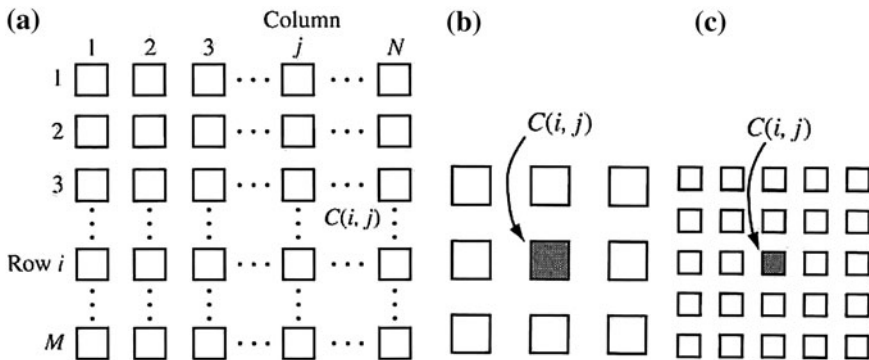 (a) Column (b) (c)
1 2 3 j N
1
2
C(i, j) C(i, j)
3
C(i, j)
Row i
M